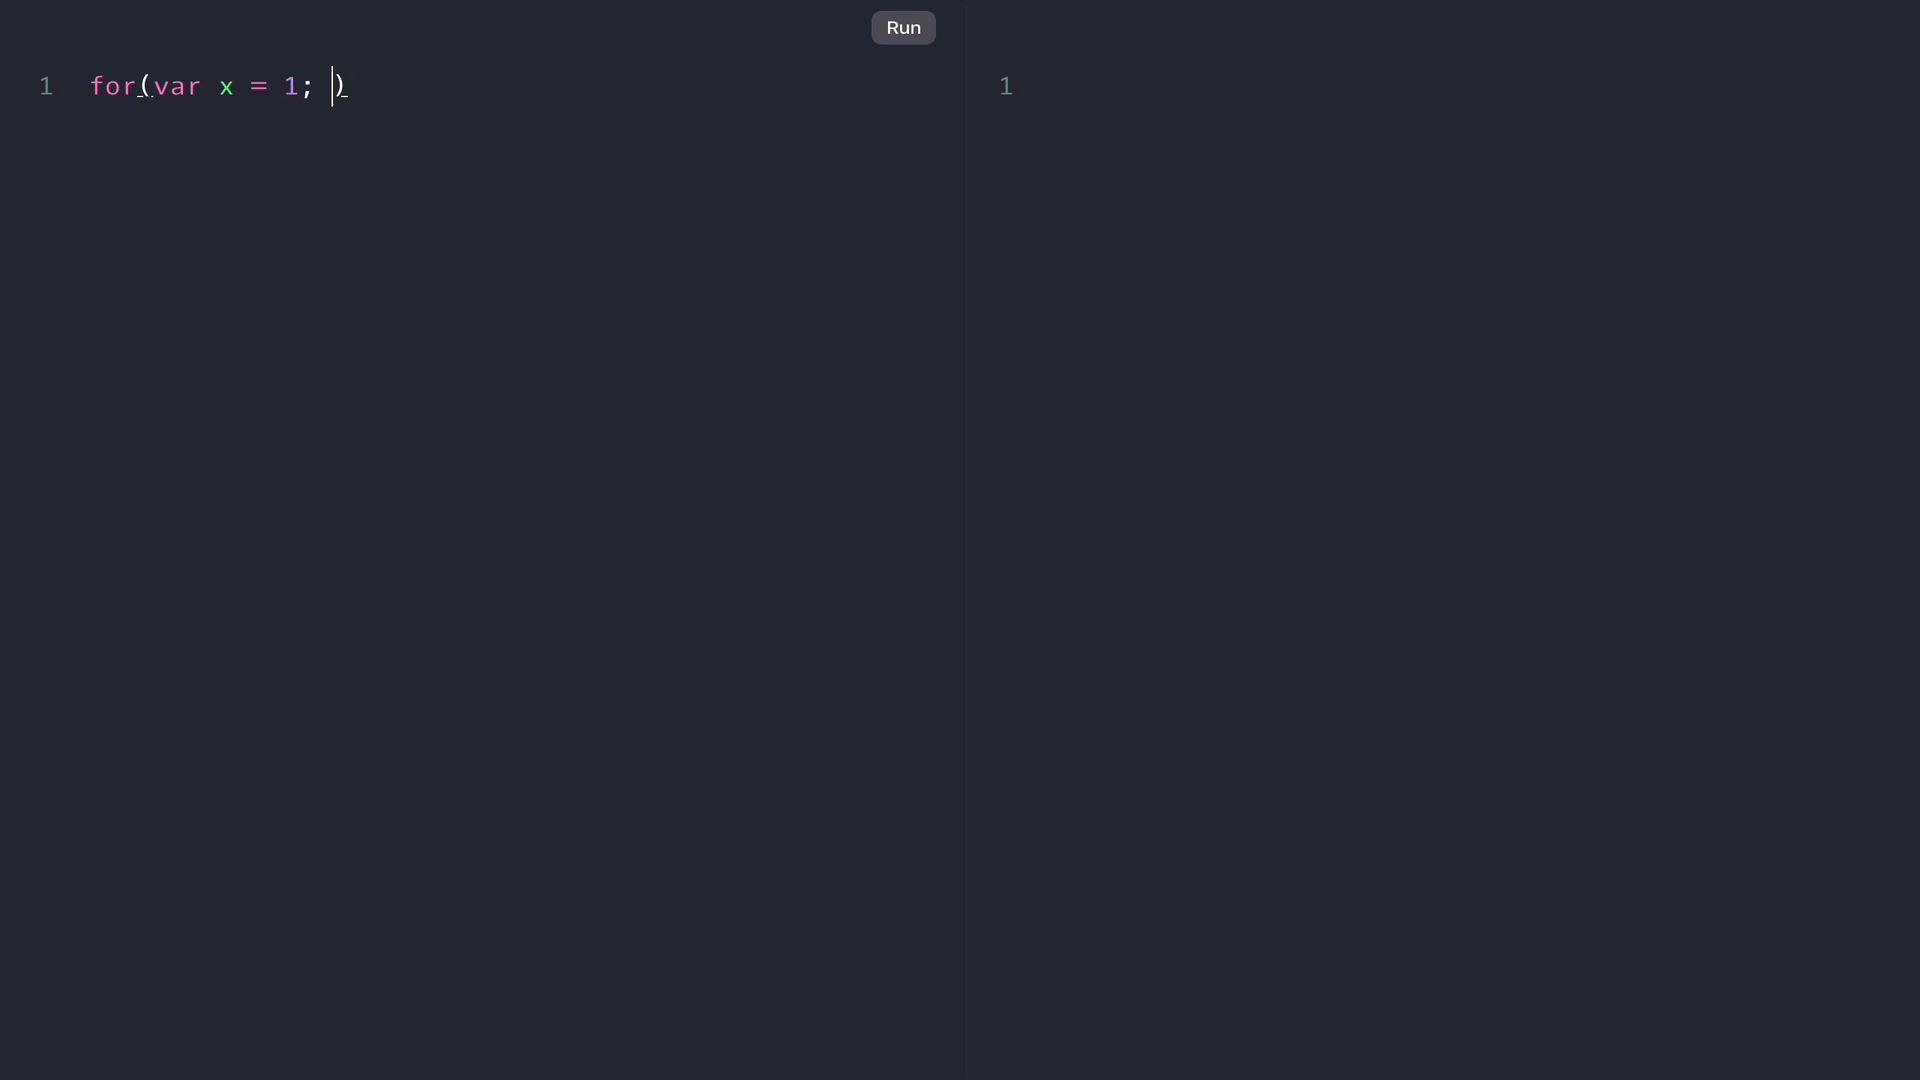 Run
1 for(var x = 1; )
1